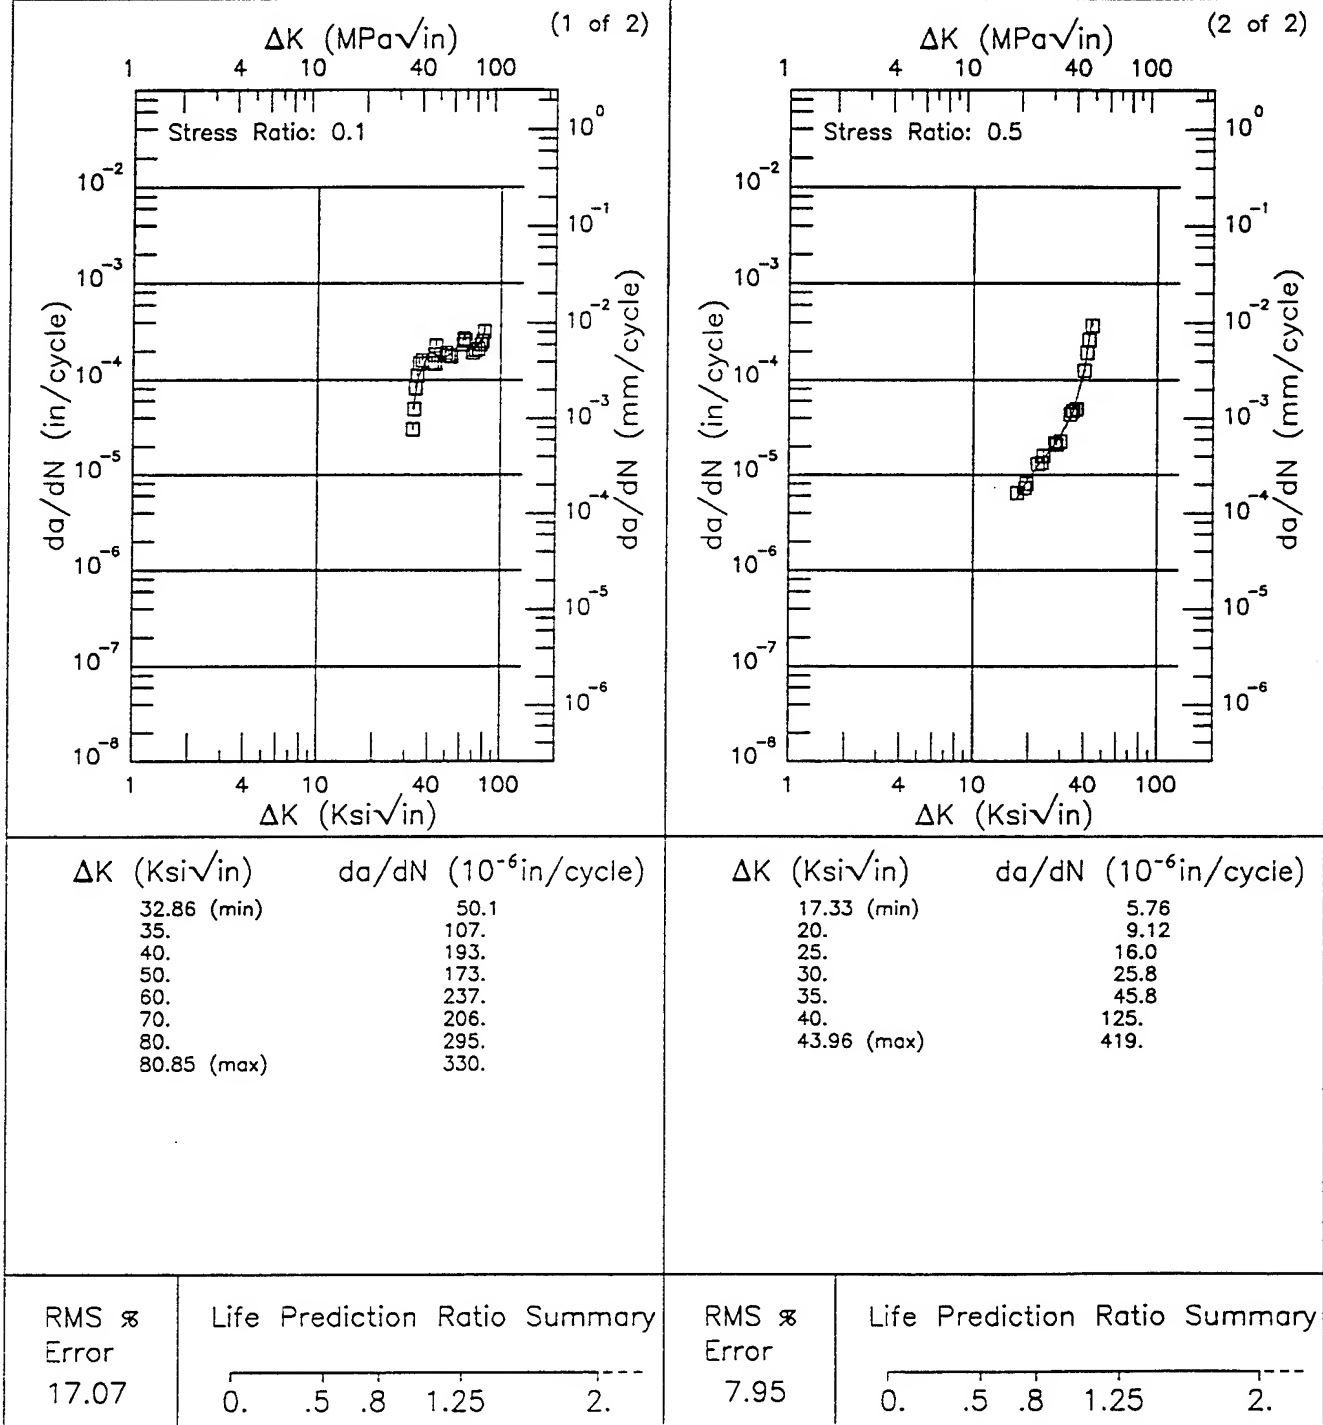 (1 of 2)
ΔK (MPa√in)
1 4 10 40 100
Stress Ratio: 0.1
10⁰
10⁻²
10⁻¹
10⁻³
10⁻²
10⁻⁴
10⁻³
10⁻⁵
10⁻⁴
10⁻⁶
10⁻⁵
10⁻⁷
10⁻⁶
10⁻⁸
da/dN (in/cycle)
da/dN (mm/cycle)
1 4 10 40 100
ΔK (Ksi√in)
ΔK (Ksi√in) da/dN (10⁻⁶in/cycle)
32.86 (min) 50.1
35. 107.
40. 193.
50. 173.
60. 237.
70. 206.
80. 295.
80.85 (max) 330.
RMS %
Error
17.07
Life Prediction Ratio Summary
0. .5 .8 1.25 2.
(2 of 2)
ΔK (MPa√in)
1 4 10 40 100
Stress Ratio: 0.5
10⁰
10⁻²
10⁻¹
10⁻³
10⁻²
10⁻⁴
10⁻³
10⁻⁵
10⁻⁴
10⁻⁶
10⁻⁵
10⁻⁷
10⁻⁶
10⁻⁸
da/dN (in/cycle)
da/dN (mm/cycle)
1 4 10 40 100
ΔK (Ksi√in)
ΔK (Ksi√in) da/dN (10⁻⁶in/cycle)
17.33 (min) 5.76
20. 9.12
25. 16.0
30. 25.8
35. 45.8
40. 125.
43.96 (max) 419.
RMS %
Error
7.95
Life Prediction Ratio Summary
0. .5 .8 1.25 2.